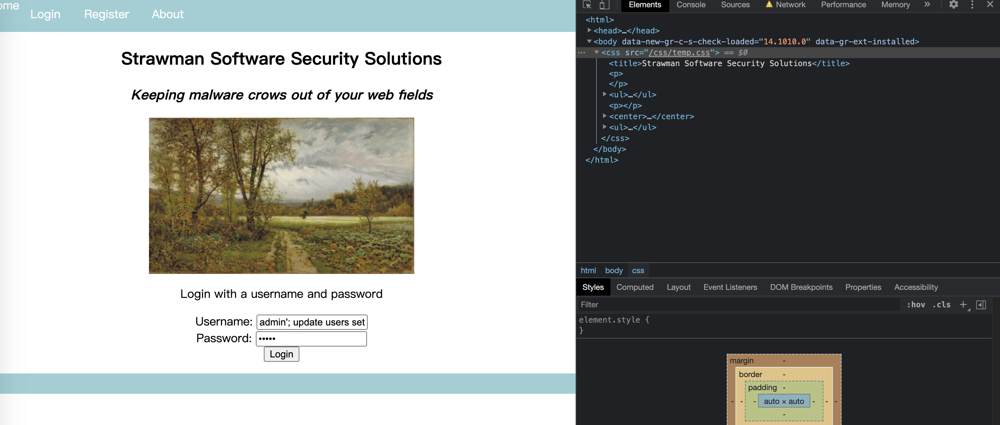 ome
Login Register About
Strawman Software Security Solutions
Keeping malware crows out of your web fields
Login with a username and password
Username: admin'; update users set
Password: •••••
Login
Elements Console Sources Network Performance Memory »
<html>
<head>…</head>
<body data-new-gr-c-s-check-loaded="14.1010.0" data-gr-ext-installed>
… <css src="/css/temp.css"> == $0
<title>Strawman Software Security Solutions</title>
<p>
</p>
<ul>…</ul>
<p></p>
<center>…</center>
<ul>…</ul>
</css>
</body>
</html>
html body css
Styles Computed Layout Event Listeners DOM Breakpoints Properties Accessibility
Filter :hov .cls +
element.style {
}
margin -
border -
padding -
- - - auto × auto - - -
-